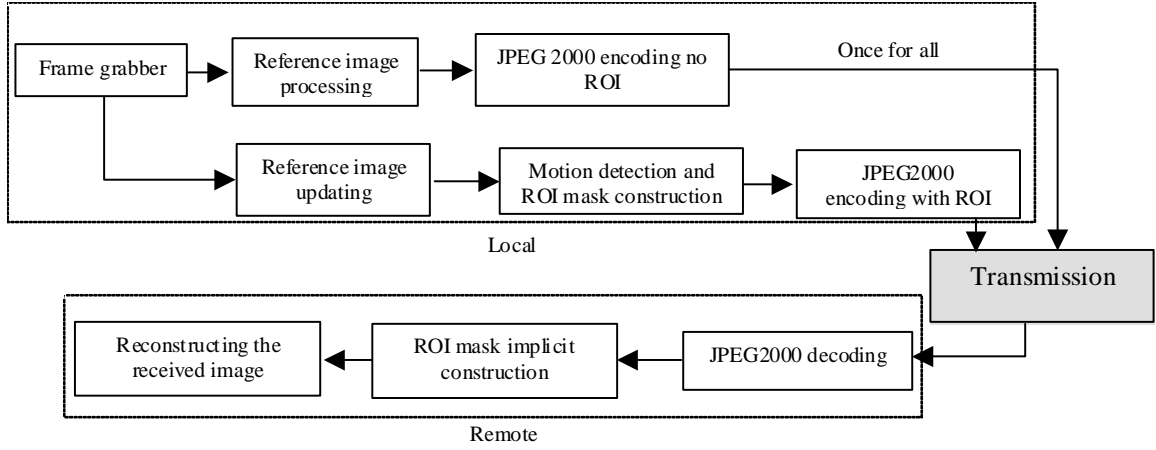 Frame grabber
Reference image
processing
JPEG 2000 encoding no
ROI
Once for all
Reference image
updating
Motion detection and
ROI mask construction
JPEG2000
encoding with ROI
Local
Transmission
Reconstructing the
received image
ROI mask implicit
construction
JPEG2000 decoding
Remote